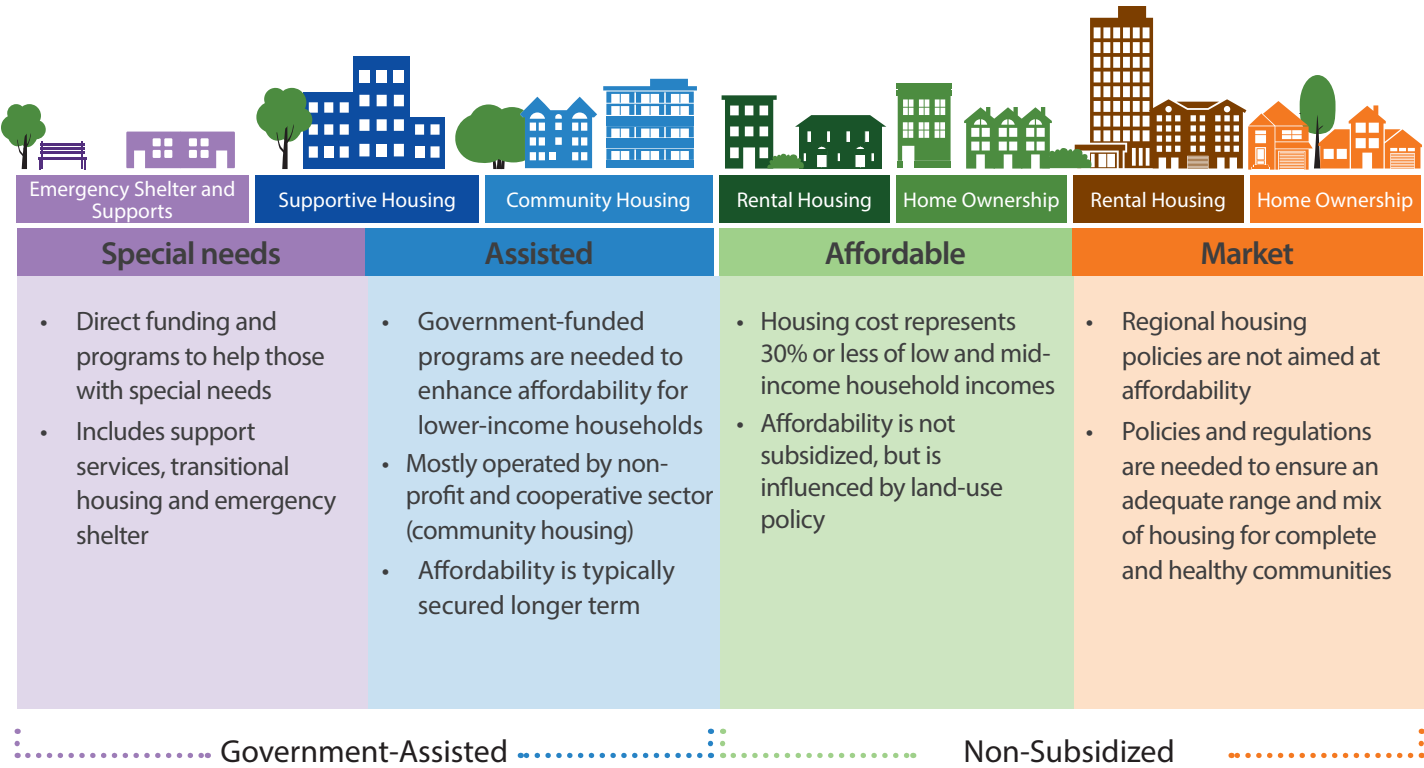 Emergency Shelter and
Supports
Supportive Housing
Community Housing
Rental Housing
Home Ownership
Rental Housing
Home Ownership
Special needs
• Direct funding and
programs to help those
with special needs
• Includes support
services, transitional
housing and emergency
shelter
Assisted
• Government-funded
programs are needed to
enhance affordability for
lower-income households
• Mostly operated by non-
profit and cooperative sector
(community housing)
• Affordability is typically
secured longer term
Affordable
• Housing cost represents
30% or less of low and mid-
income household incomes
• Affordability is not
subsidized, but is
influenced by land-use
policy
Market
• Regional housing
policies are not aimed at
affordability
• Policies and regulations
are needed to ensure an
adequate range and mix
of housing for complete
and healthy communities
Government-Assisted
Non-Subsidized